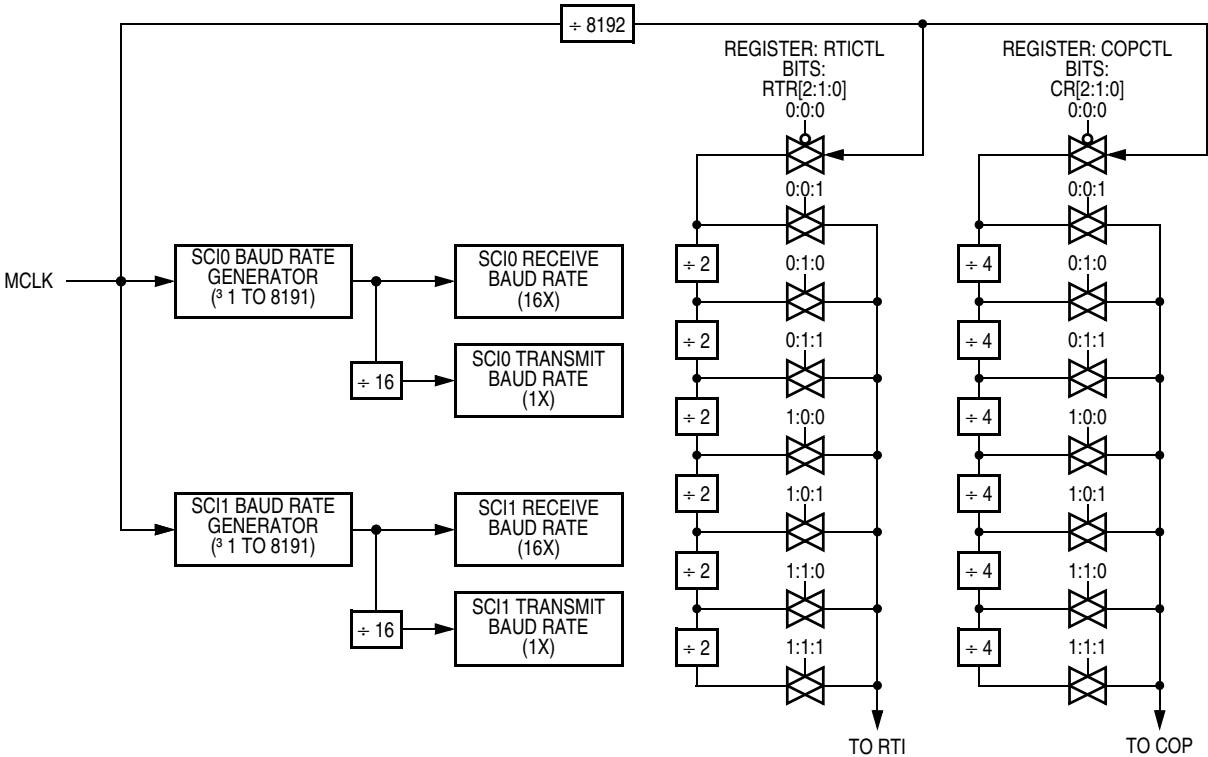 ÷ 8192
REGISTER: RTICTL
BITS:
RTR[2:1:0]
0:0:0
REGISTER: COPCTL
BITS:
CR[2:1:0]
0:0:0
0:0:1
0:0:1
MCLK
SCI0 BAUD RATE
GENERATOR
(³ 1 TO 8191)
SCI0 RECEIVE
BAUD RATE
(16X)
÷ 2
0:1:0
÷ 4
0:1:0
÷ 16
SCI0 TRANSMIT
BAUD RATE
(1X)
÷ 2
0:1:1
÷ 4
0:1:1
÷ 2
1:0:0
÷ 4
1:0:0
SCI1 BAUD RATE
GENERATOR
(³ 1 TO 8191)
SCI1 RECEIVE
BAUD RATE
(16X)
÷ 2
1:0:1
÷ 4
1:0:1
÷ 2
1:1:0
÷ 4
1:1:0
÷ 16
SCI1 TRANSMIT
BAUD RATE
(1X)
÷ 2
1:1:1
÷ 4
1:1:1
TO RTI
TO COP